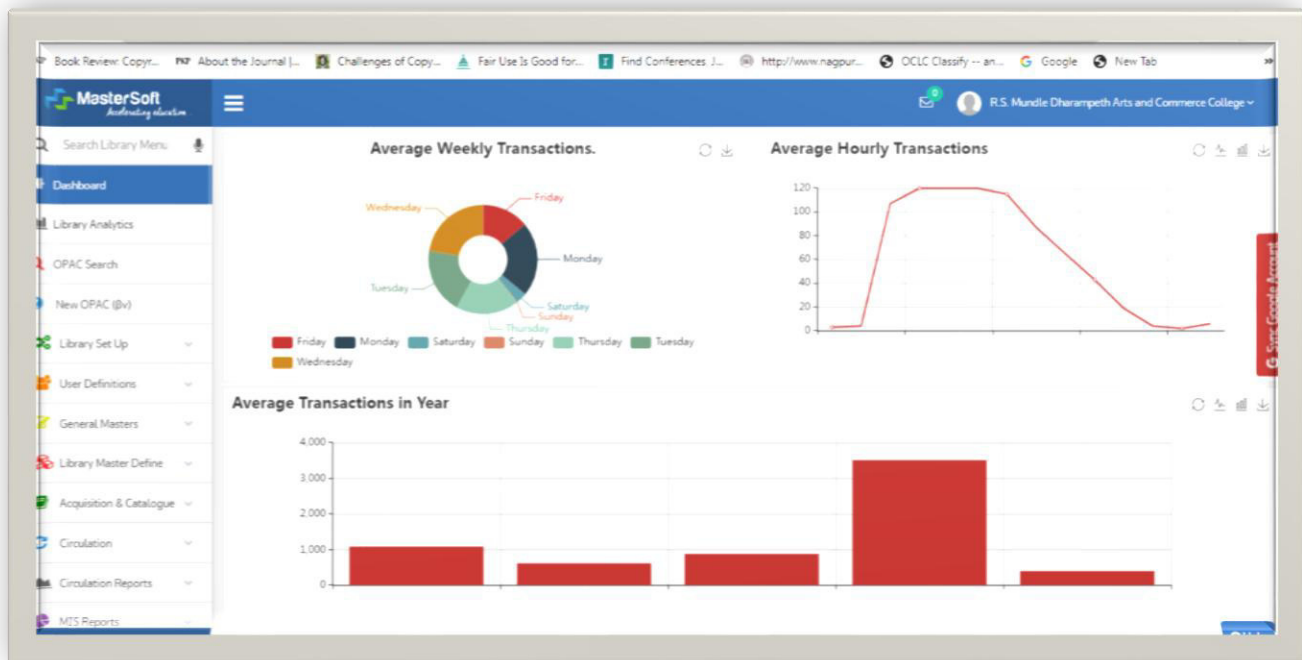 Book Review: Copyr... PKP About the Journal |... Challenges of Copy... Fair Use Is Good for... Find Conferences. J... http://www.nagpur... OCLC Classify -- an... Google New Tab »
MasterSoft
Accelerating education
0
R.S. Mundle Dharampeth Arts and Commerce College
Search Library Menu
Dashboard
Library Analytics
OPAC Search
New OPAC (βv)
Library Set Up
User Definitions
General Masters
Library Master Define
Acquisition & Catalogue
Circulation
Circulation Reports
MIS Reports
Average Weekly Transactions.
Wednesday
Friday
Monday
Tuesday
Saturday
Sunday
Thursday
Friday Monday Saturday Sunday Thursday Tuesday
Wednesday
Average Hourly Transactions
120
100
80
60
40
20
0
Sync Google Account
Average Transactions in Year
4,000
3,000
2,000
1,000
0